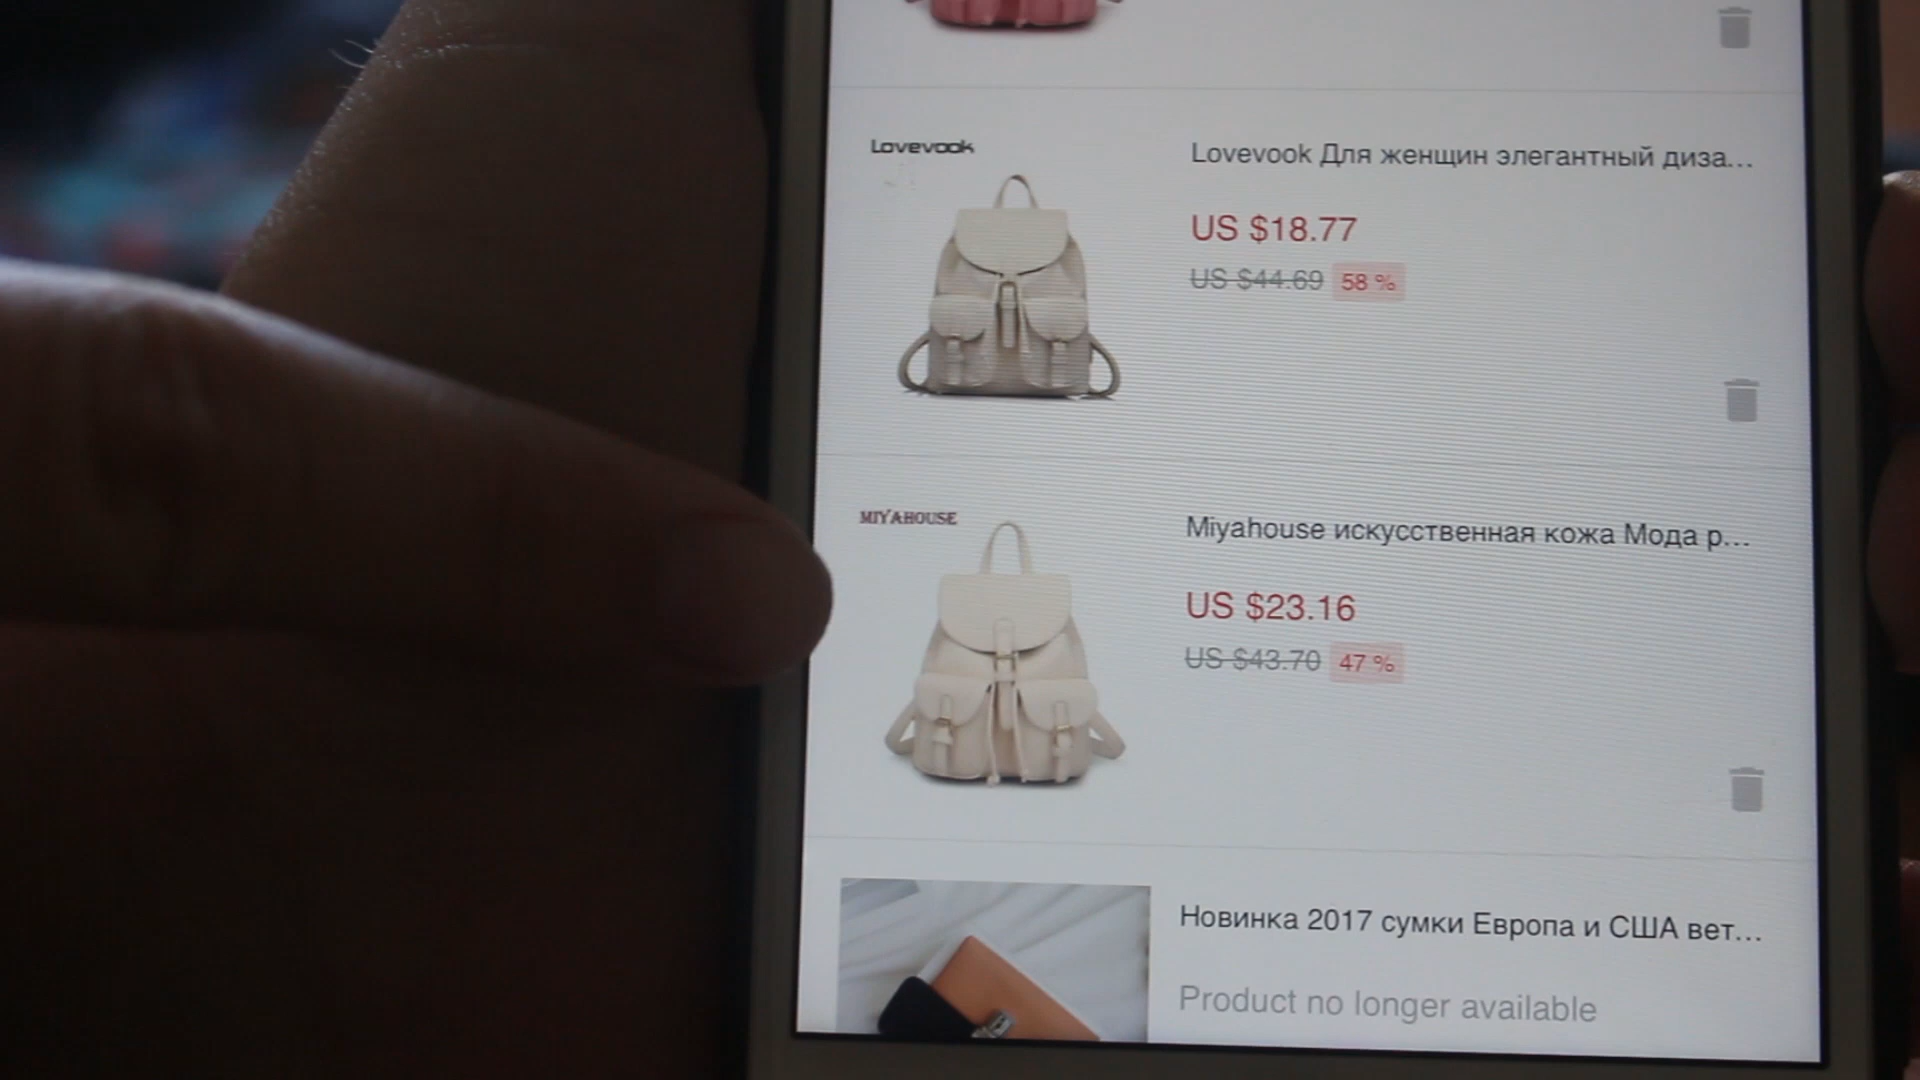 Lovevook
Lovevook Для женщин элегантный диза...
US $18.77
US $44.69 58 %
MIYAHOUSE
Miyahouse искусственная кожа Мода р...
US $23.16
US $43.70 47 %
Новинка 2017 сумки Европа и США вет...
Product no longer available